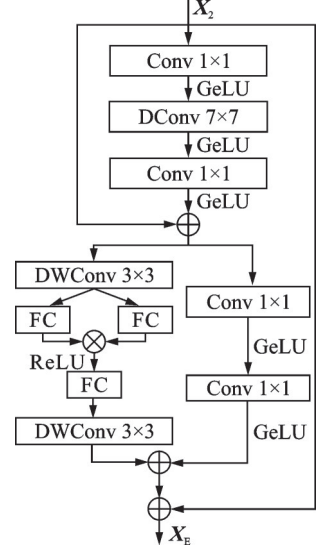 X₂
Conv 1×1
GeLU
DConv 7×7
GeLU
Conv 1×1
GeLU
DWConv 3×3
FC FC
Conv 1×1
ReLU
GeLU
FC
Conv 1×1
DWConv 3×3
GeLU
X_E